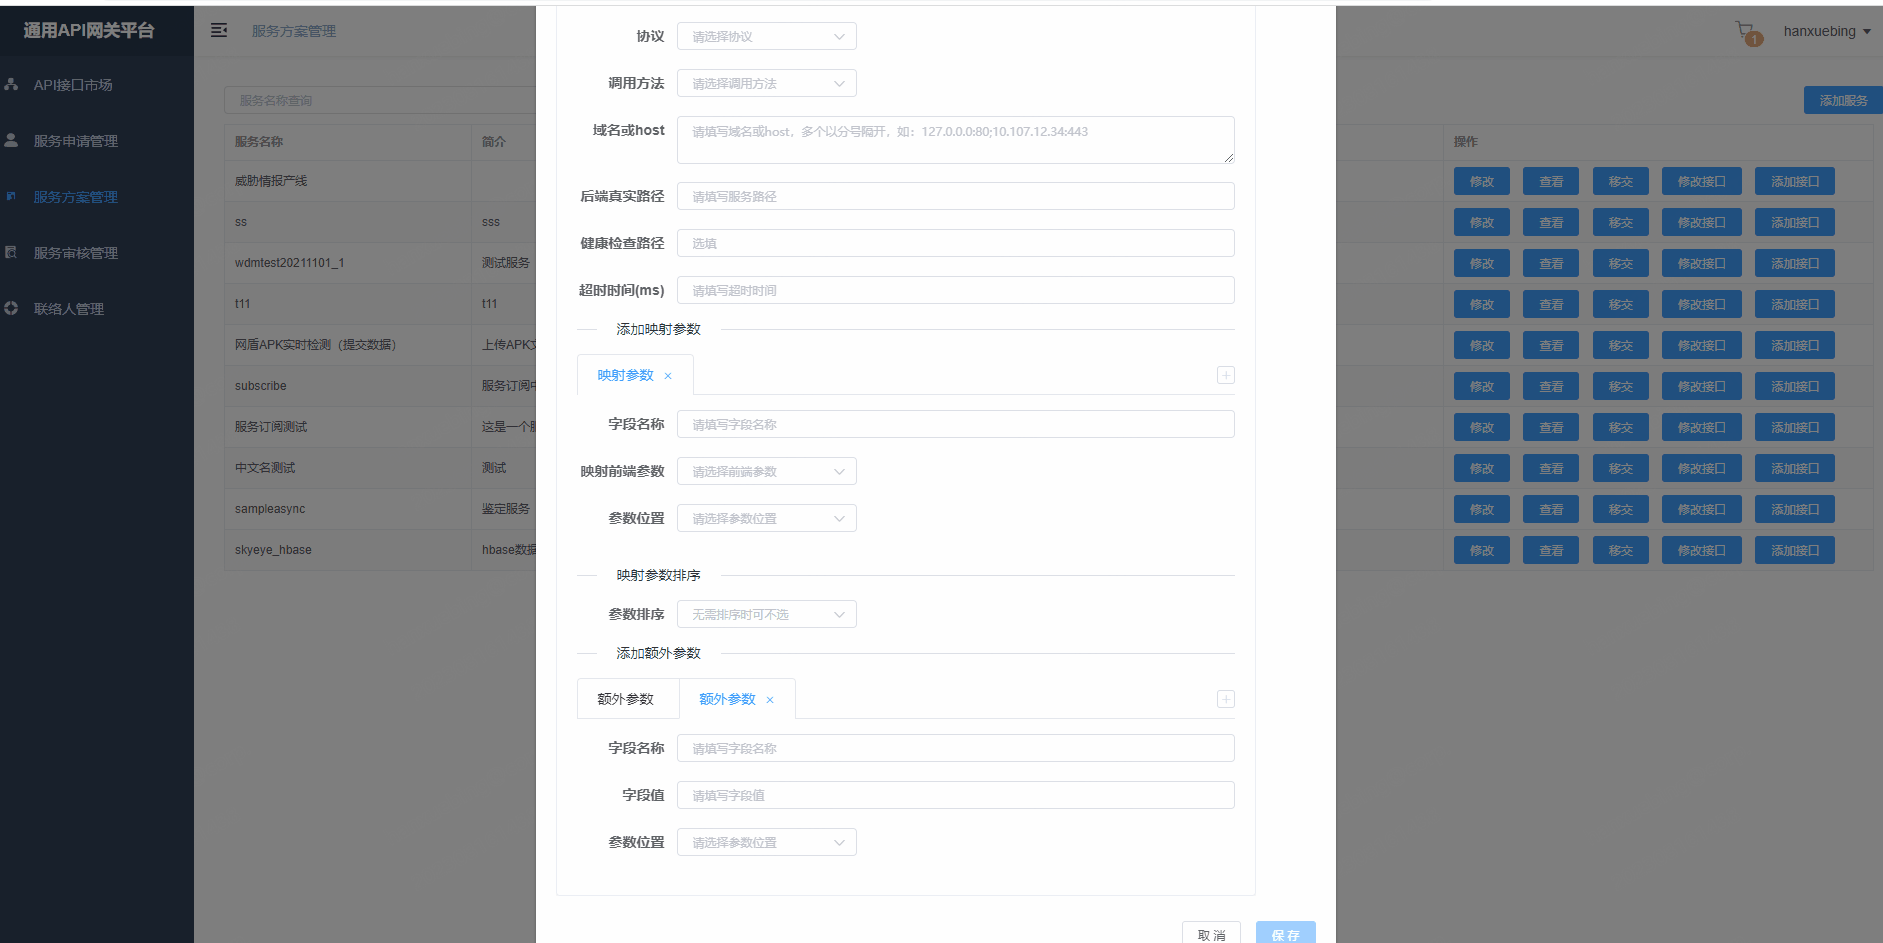 通用API网关平台
服务方案管理
1
hanxuebing
API接口市场
服务申请管理
服务方案管理
服务审核管理
联络人管理
服务名称查询
添加服务
服务名称
简介
操作
威胁情报产线
修改 查看 移交 修改接口 添加接口
ss
sss
修改 查看 移交 修改接口 添加接口
wdmtest20211101_1
测试服务
修改 查看 移交 修改接口 添加接口
t11
t11
修改 查看 移交 修改接口 添加接口
网盾APK实时检测（提交数据）
上传APK文
修改 查看 移交 修改接口 添加接口
subscribe
服务订阅中
修改 查看 移交 修改接口 添加接口
服务订阅测试
这是一个服
修改 查看 移交 修改接口 添加接口
中文名测试
测试
修改 查看 移交 修改接口 添加接口
sampleasync
鉴定服务
修改 查看 移交 修改接口 添加接口
skyeye_hbase
hbase数据
修改 查看 移交 修改接口 添加接口
协议 请选择协议
调用方法 请选择调用方法
域名或host 请填写域名或host，多个以分号隔开，如：127.0.0.0:80;10.107.12.34:443
后端真实路径 请填写服务路径
健康检查路径 选填
超时时间(ms) 请填写超时时间
添加映射参数
映射参数 ×
字段名称 请填写字段名称
映射前端参数 请选择前端参数
参数位置 请选择参数位置
映射参数排序
参数排序 无需排序时可不选
添加额外参数
额外参数 额外参数 ×
字段名称 请填写字段名称
字段值 请填写字段值
参数位置 请选择参数位置
取消 保存